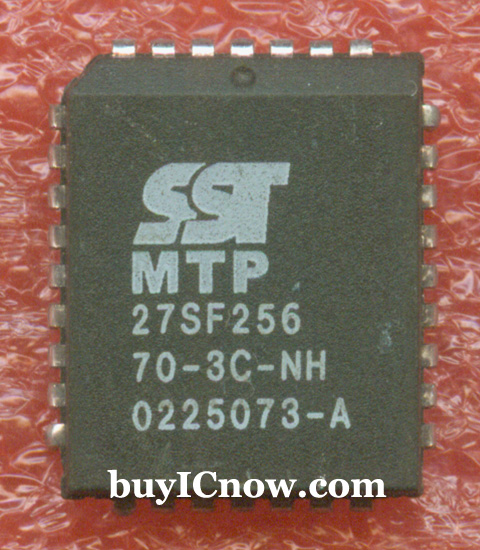 SST
MTP
27SF256
70-3C-NH
0225073-A
buyICnow.com